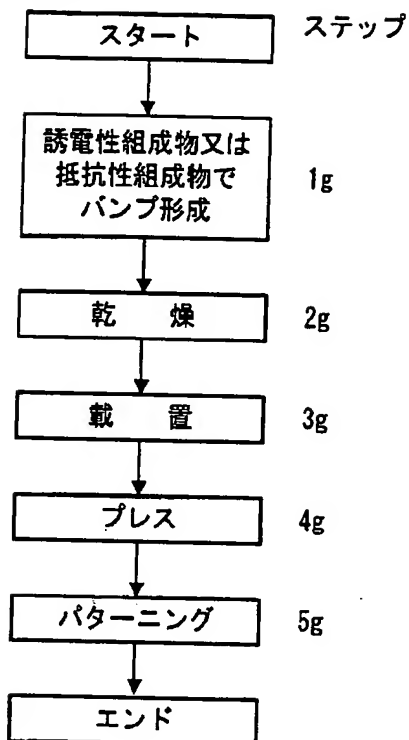 スタート ステップ
誘電性組成物又は
抵抗性組成物で
バンプ形成
1g
乾 燥 2g
載 置 3g
プレス 4g
パターニング 5g
エンド